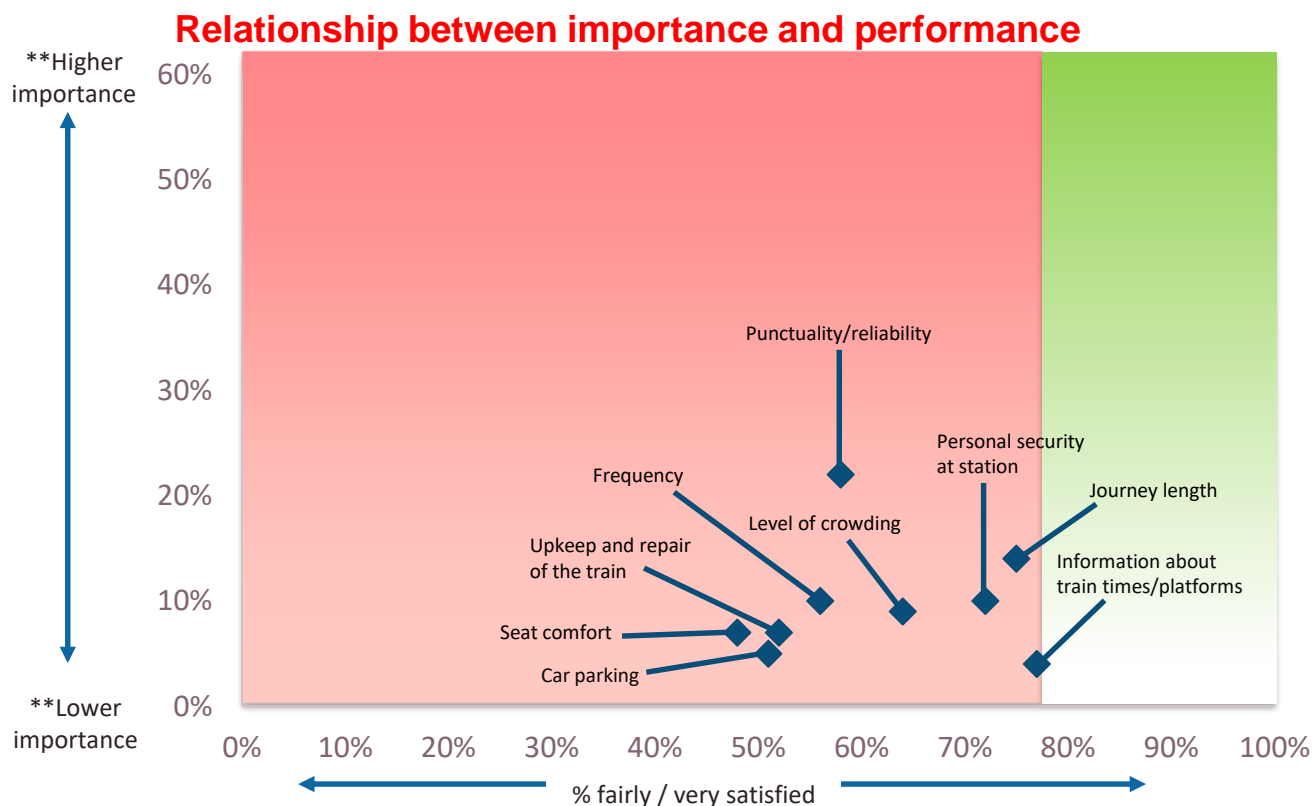 Relationship between importance and performance
**Higher
importance
60%
50%
40%
30%
20%
10%
0%
**Lower
importance
Punctuality/reliability
Personal security
at station
Frequency
Journey length
Level of crowding
Upkeep and repair
of the train
Information about
train times/platforms
Seat comfort
Car parking
0%
10%
20%
30%
40%
50%
60%
70%
80%
90%
100%
% fairly / very satisfied